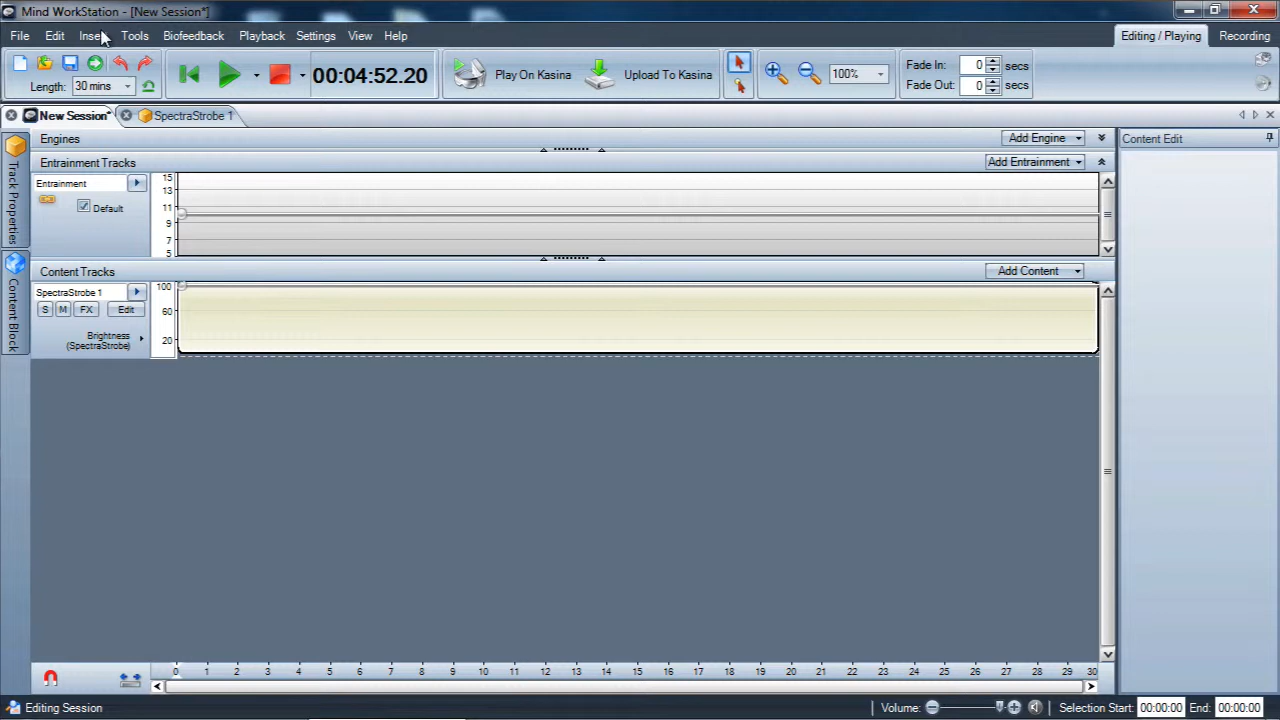 Mind WorkStation - [New Session*]
File Edit Inse Tools Biofeedback Playback Settings View Help
Editing / Playing Recording
Length: 30 mins
00:04:52.20
Play On Kasina
Upload To Kasina
100%
Fade In: 0 secs
Fade Out: 0 secs
New Session* SpectraStrobe 1
Engines Add Engine
Content Edit
Entrainment Tracks Add Entrainment
Entrainment
Default
15
13
11
9
7
5
Content Tracks Add Content
SpectraStrobe 1
S M FX Edit
Brightness
(SpectraStrobe)
100
60
20
Track Properties
Content Block
0 1 2 3 4 5 6 7 8 9 10 11 12 13 14 15 16 17 18 19 20 21 22 23 24 25 26 27 28 29 30
Editing Session
Volume:
Selection Start: 00:00:00 End: 00:00:00